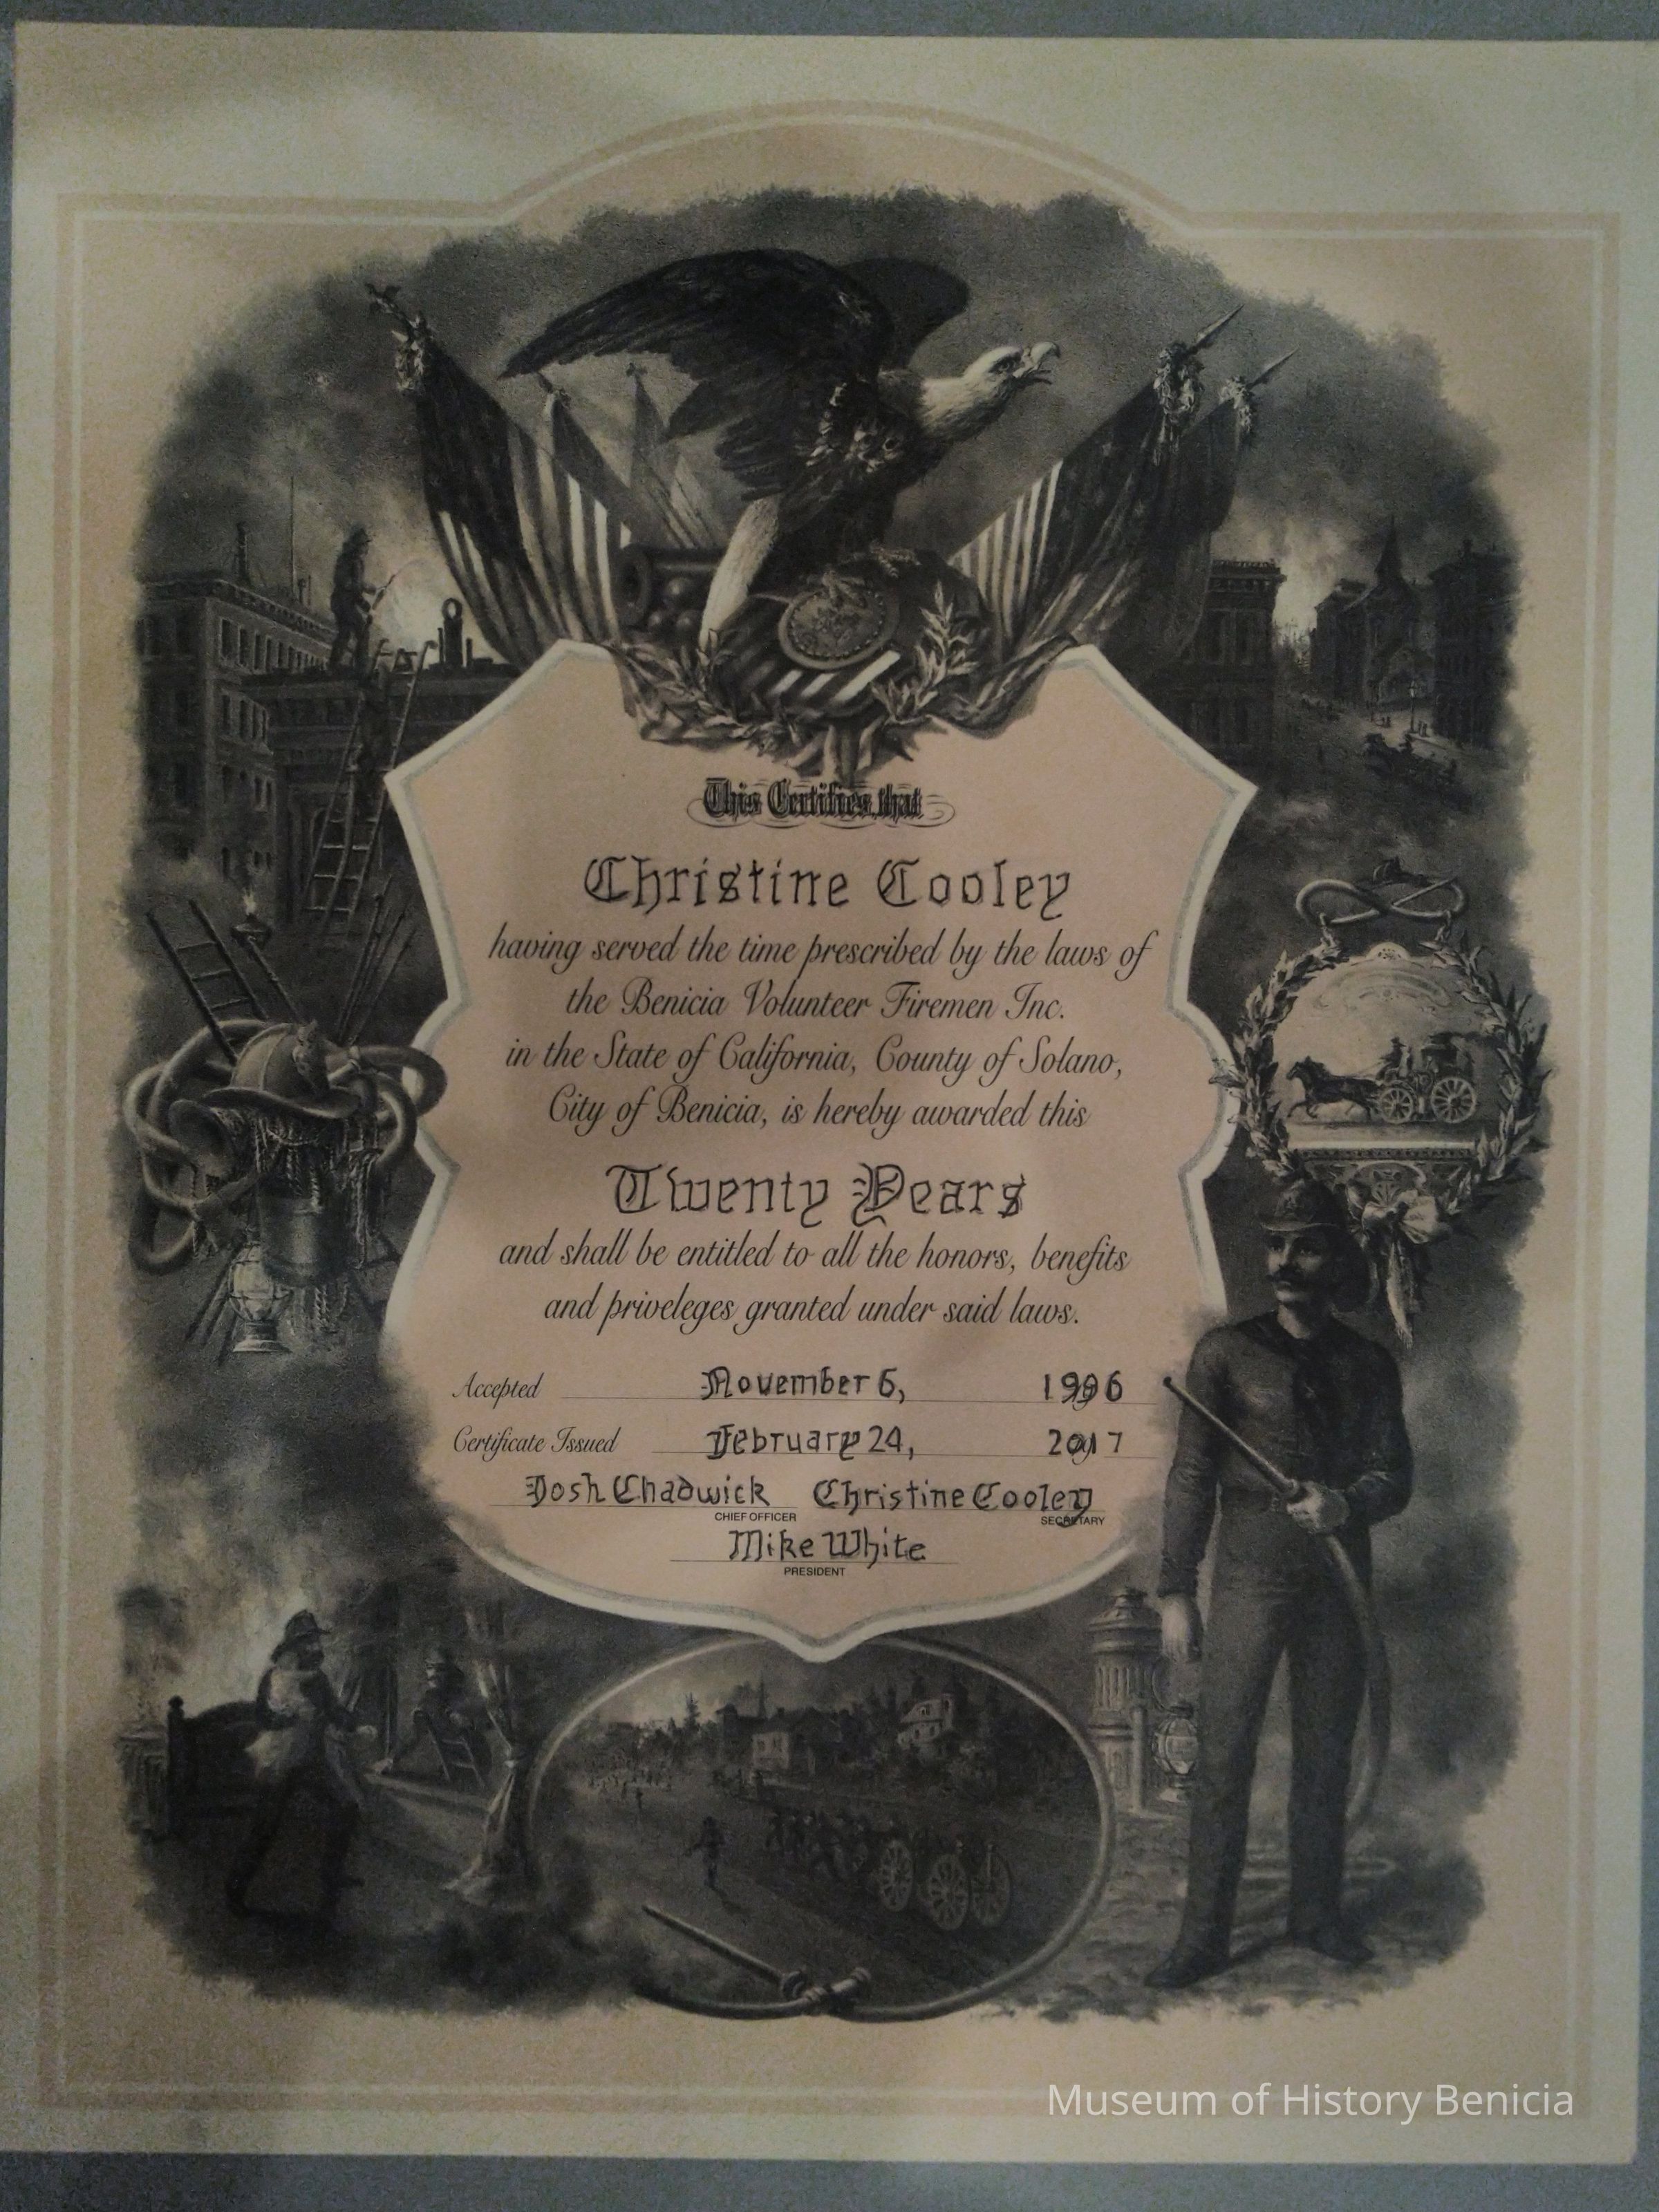 This Certifies that
Christine Cooley
having served the time prescribed by the laws of
the Benicia Volunteer Firemen Inc.
in the State of California, County of Solano,
City of Benicia, is hereby awarded this
Twenty Years
and shall be entitled to all the honors, benefits
and priveleges granted under said laws.
Accepted November 6, 1996
Certificate Issued February 24, 2017
Josh Chadwick Christine Cooley
CHIEF OFFICER SECRETARY
Mike White
PRESIDENT
Museum of History Benicia